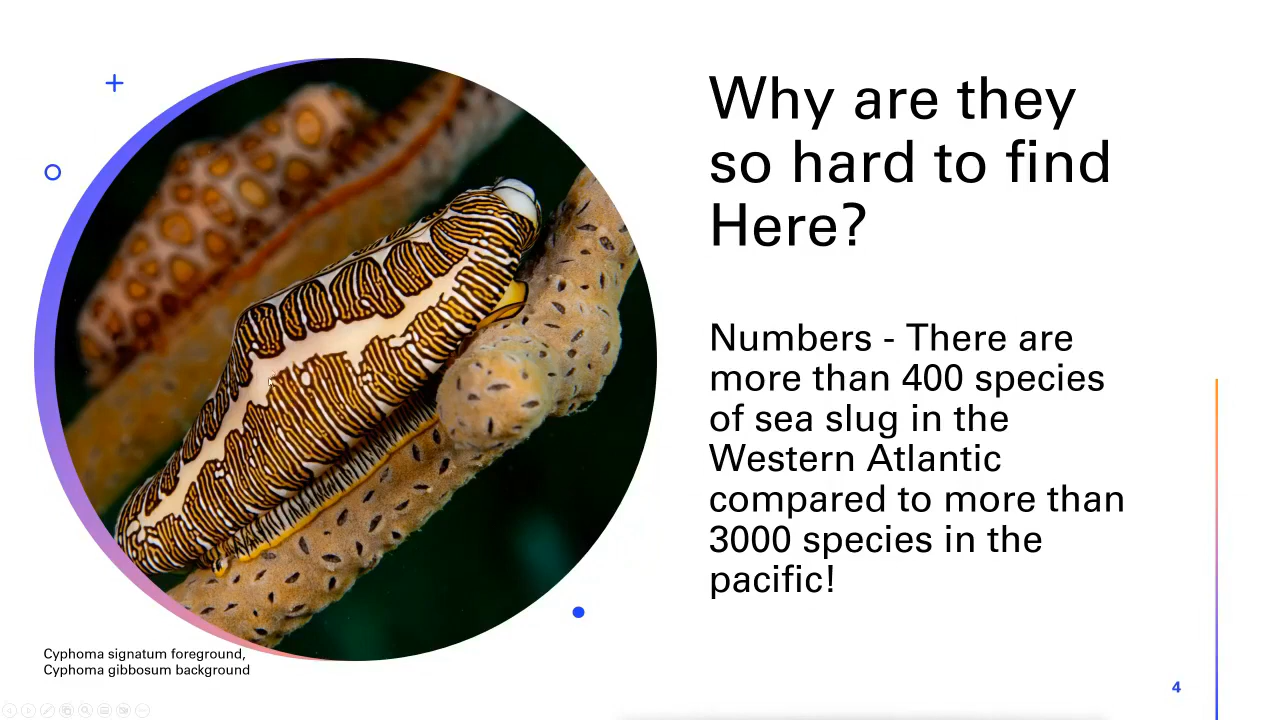 Why are they
so hard to find
Here?
Numbers - There are
more than 400 species
of sea slug in the
Western Atlantic
compared to more than
3000 species in the
pacific!
Cyphoma signatum foreground,
Cyphoma gibbosum background
4